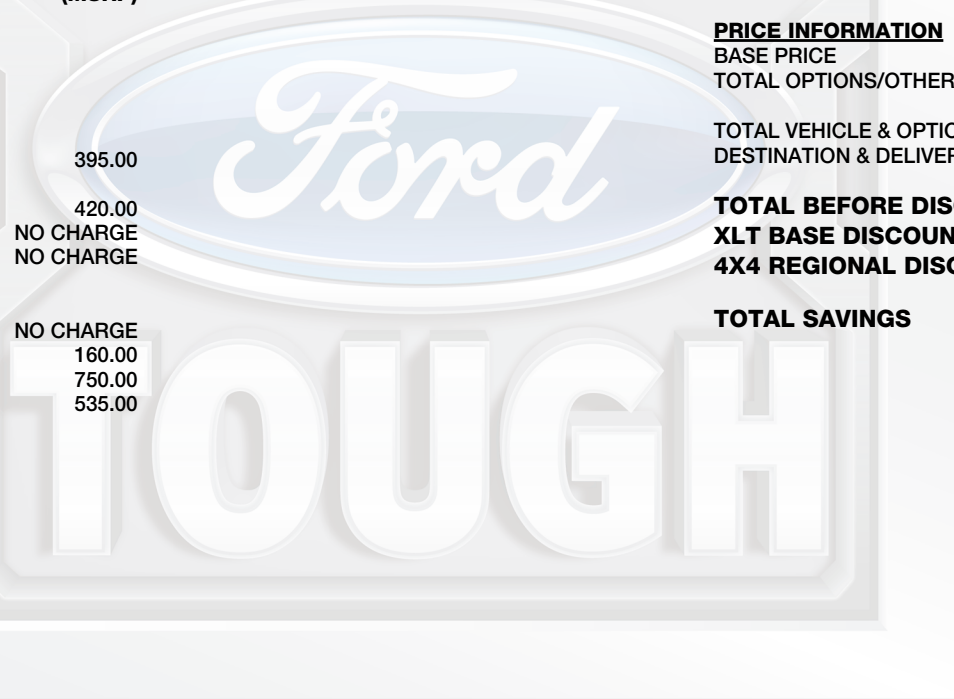 (MSRP)
395.00
420.00
NO CHARGE
NO CHARGE
NO CHARGE
160.00
750.00
535.00
PRICE INFORMATION
BASE PRICE
TOTAL OPTIONS/OTHER
TOTAL VEHICLE & OPTIO
DESTINATION & DELIVER
TOTAL BEFORE DIS
XLT BASE DISCOUN
4X4 REGIONAL DISC
TOTAL SAVINGS
Ford
TOUGH